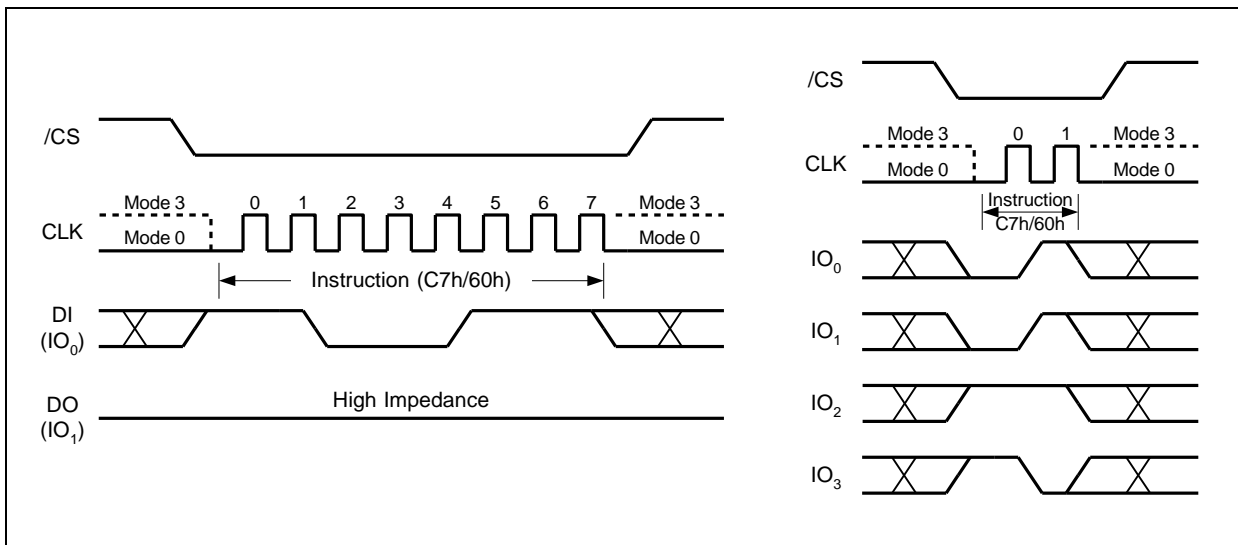 /CS
Mode 3 0 1 2 3 4 5 6 7 Mode 3
CLK Mode 0 Mode 0
Instruction (C7h/60h)
DI
(IO0)
High Impedance
DO
(IO1)
/CS
Mode 3 0 1 Mode 3
CLK Mode 0 Mode 0
Instruction
C7h/60h
IO0
IO1
IO2
IO3